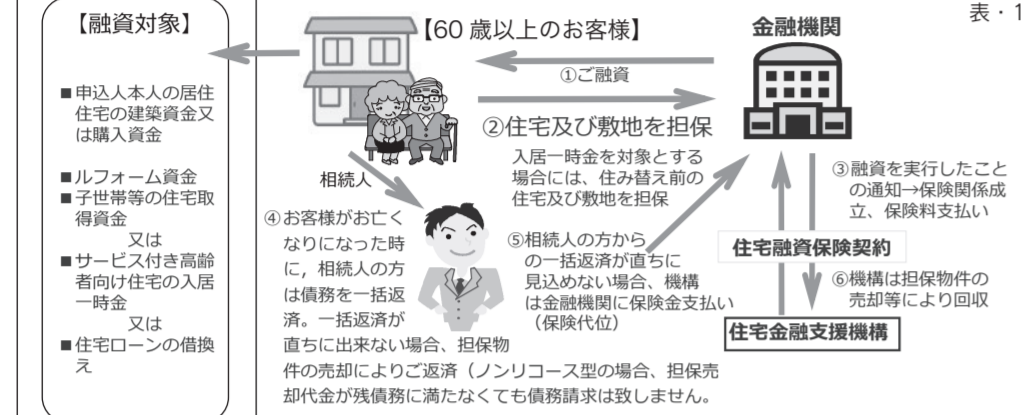 表・1
【融資対象】
■申込人本人の居住
住宅の建築資金又
は購入資金
■ルフォーム資金
■子世帯等の住宅取
得資金
又は
■サービス付き高齢
者向け住宅の入居
一時金
又は
■住宅ローンの借換
え
【60歳以上のお客様】
金融機関
①ご融資
②住宅及び敷地を担保
入居一時金を対象とする
場合には、住み替え前の
住宅及び敷地を担保
③融資を実行したこと
の通知→保険関係成
立、保険料支払い
相続人
④お客様がお亡く
なりになった時
に，相続人の方
は債務を一括返
済。一括返済が
直ちに出来ない場合、担保物
件の売却によりご返済（ノンリコース型の場合、担保売
却代金が残債務に満たなくても債務請求は致しません。
⑤相続人の方から
の一括返済が直ちに
見込めない場合、機構
は金融機関に保険金支払い
（保険代位）
住宅融資保険契約
⑥機構は担保物件の
売却等により回収
住宅金融支援機構